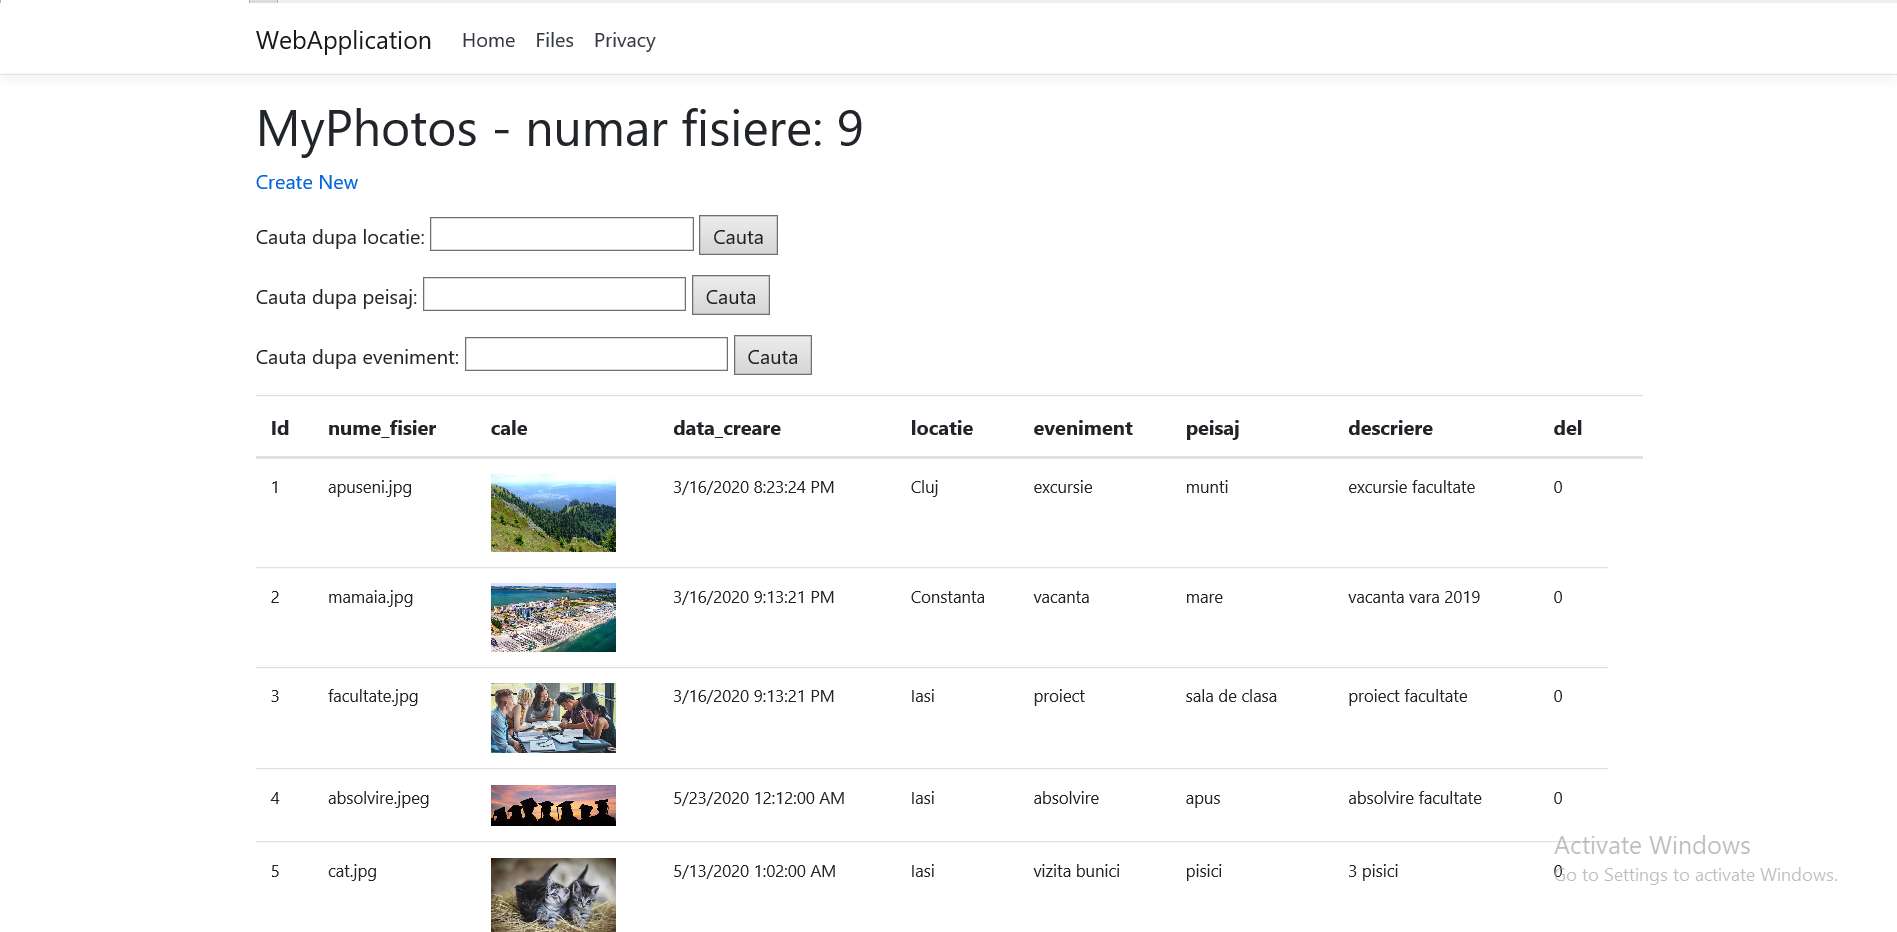 WebApplication Home Files Privacy
MyPhotos - numar fisiere: 9
Create New
Cauta dupa locatie: Cauta
Cauta dupa peisaj: Cauta
Cauta dupa eveniment: Cauta
Id nume_fisier cale data_creare locatie eveniment peisaj descriere del
1 apuseni.jpg 3/16/2020 8:23:24 PM Cluj excursie munti excursie facultate 0
2 mamaia.jpg 3/16/2020 9:13:21 PM Constanta vacanta mare vacanta vara 2019 0
3 facultate.jpg 3/16/2020 9:13:21 PM Iasi proiect sala de clasa proiect facultate 0
4 absolvire.jpeg 5/23/2020 12:12:00 AM Iasi absolvire apus absolvire facultate 0
5 cat.jpg 5/13/2020 1:02:00 AM Iasi vizita bunici pisici 3 pisici 0
Activate Windows
Go to Settings to activate Windows.